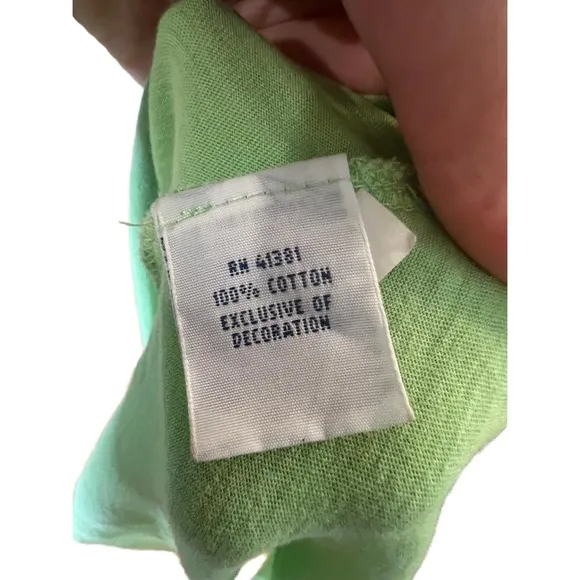 RN 41381
100% COTTON
EXCLUSIVE OF
DECORATION